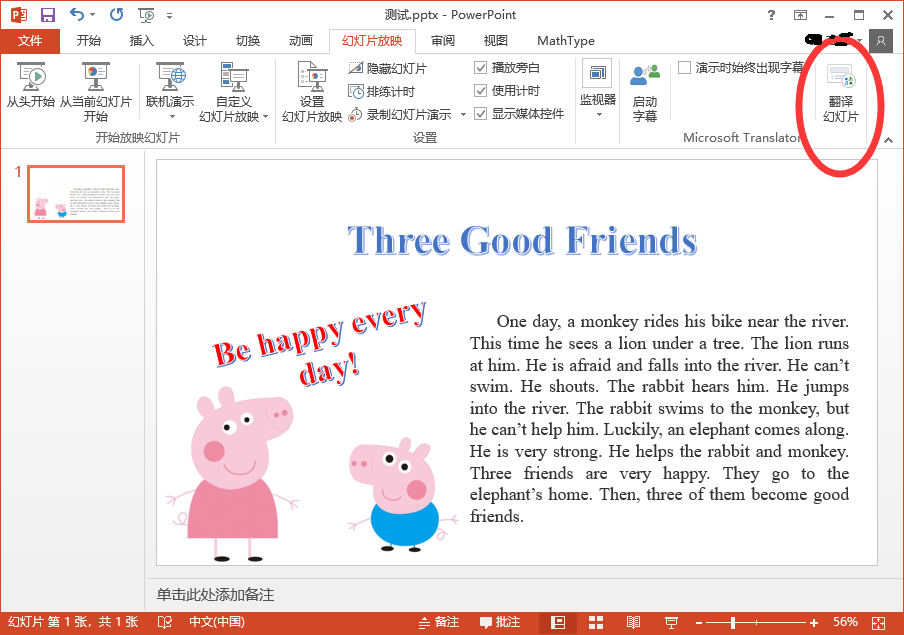 测试.pptx - PowerPoint
?
文件 开始 插入 设计 切换 动画 幻灯片放映 审阅 视图 MathType
从头开始
从当前幻灯片
开始
联机演示
自定义
幻灯片放映
开始放映幻灯片
设置
幻灯片放映
隐藏幻灯片
排练计时
录制幻灯片演示
播放旁白
使用计时
显示媒体控件
设置
监视器
启动
字幕
演示时始终出现字幕
Microsoft Translator
翻译
幻灯片
1
Three Good Friends
Be happy every
day!
One day, a monkey rides his bike near the river.
This time he sees a lion under a tree. The lion runs
at him. He is afraid and falls into the river. He can’t
swim. He shouts. The rabbit hears him. He jumps
into the river. The rabbit swims to the monkey, but
he can’t help him. Luckily, an elephant comes along.
He is very strong. He helps the rabbit and monkey.
Three friends are very happy. They go to the
elephant’s home. Then, three of them become good
friends.
单击此处添加备注
幻灯片 第 1 张，共 1 张 中文(中国) 备注 批注 56%